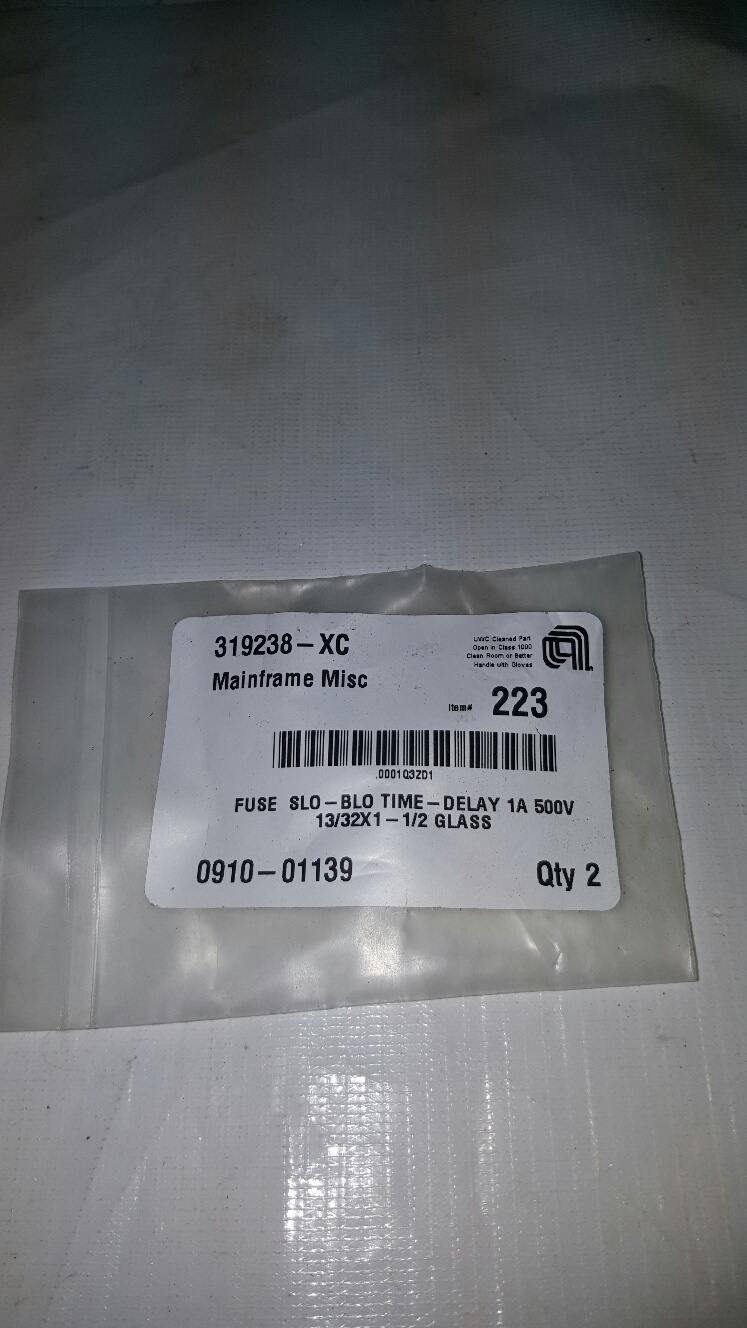 319238-XC
Mainframe Misc
UWC Cleaned Part
Open in Class 1000
Clean Room or Better
Handle with Gloves
Item# 223
.000103Z01
FUSE SLO-BLO TIME-DELAY 1A 500V
13/32X1-1/2 GLASS
0910-01139 Qty 2